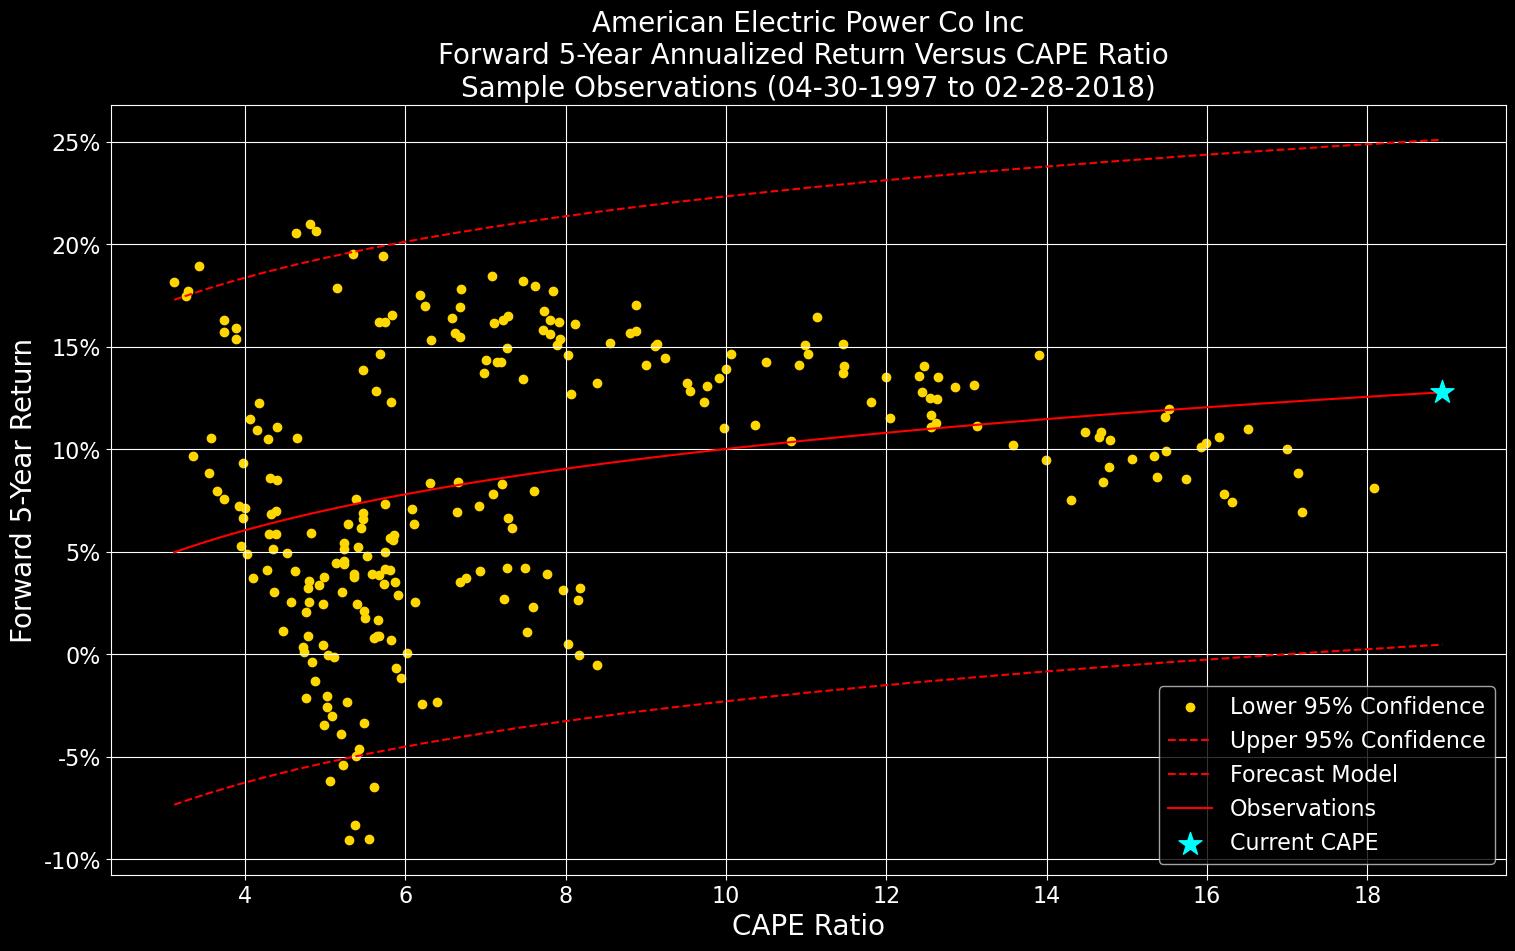 American Electric Power Co Inc
Forward 5-Year Annualized Return Versus CAPE Ratio
Sample Observations (04-30-1997 to 02-28-2018)
Forward 5-Year Return
25%
20%
15%
10%
5%
0%
-5%
-10%
Lower 95% Confidence
Upper 95% Confidence
Forecast Model
Observations
Current CAPE
4 6 8 10 12 14 16 18
CAPE Ratio